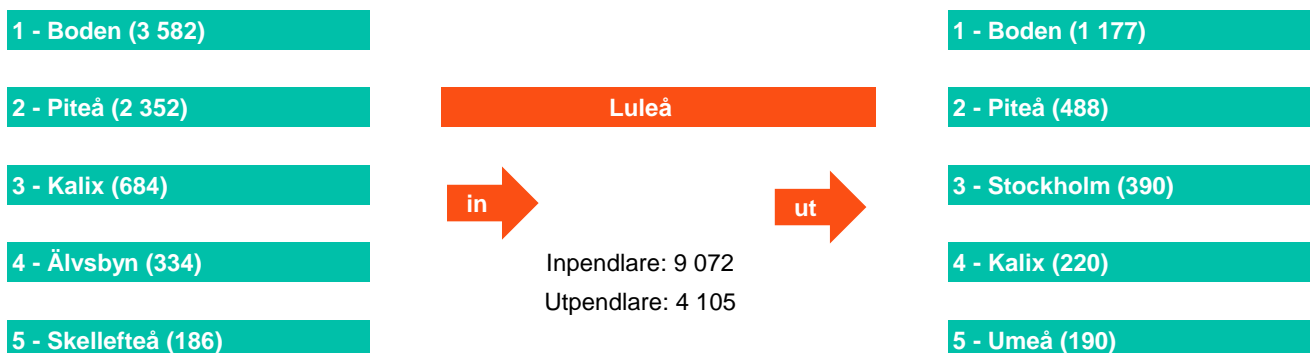 1 - Boden (3 582)
2 - Piteå (2 352)
3 - Kalix (684)
4 - Älvsbyn (334)
5 - Skellefteå (186)
Luleå
in
ut
Inpendlare: 9 072
Utpendlare: 4 105
1 - Boden (1 177)
2 - Piteå (488)
3 - Stockholm (390)
4 - Kalix (220)
5 - Umeå (190)